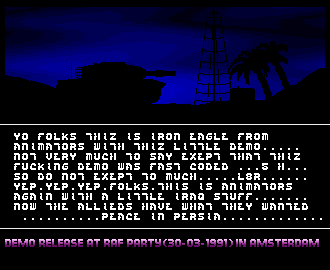 YO FOLKS THIZ IS IRON EAGLE FROM
ANIMATORS WITH THIS LITTLE DEMO.....
NOT VERY MUCH TO SAY EXEPT THAT THIZ
FUCKING DEMO WAS FAST CODED ....5 H...
SO DO NOT EXEPT TO MUCH.....L8R......
YEP.YEP.YEP.FOLKS.THIS IS ANIMATORS
AGAIN WITH A LITTLE IRAQ STUFF........
NOW THE ALLIEDS HAVE WHAT THEY WANTED
..........PEACE IN PERSIA.............
DEMO RELEASE AT RAF PARTY(30-03-1991) IN AMSTERDAM